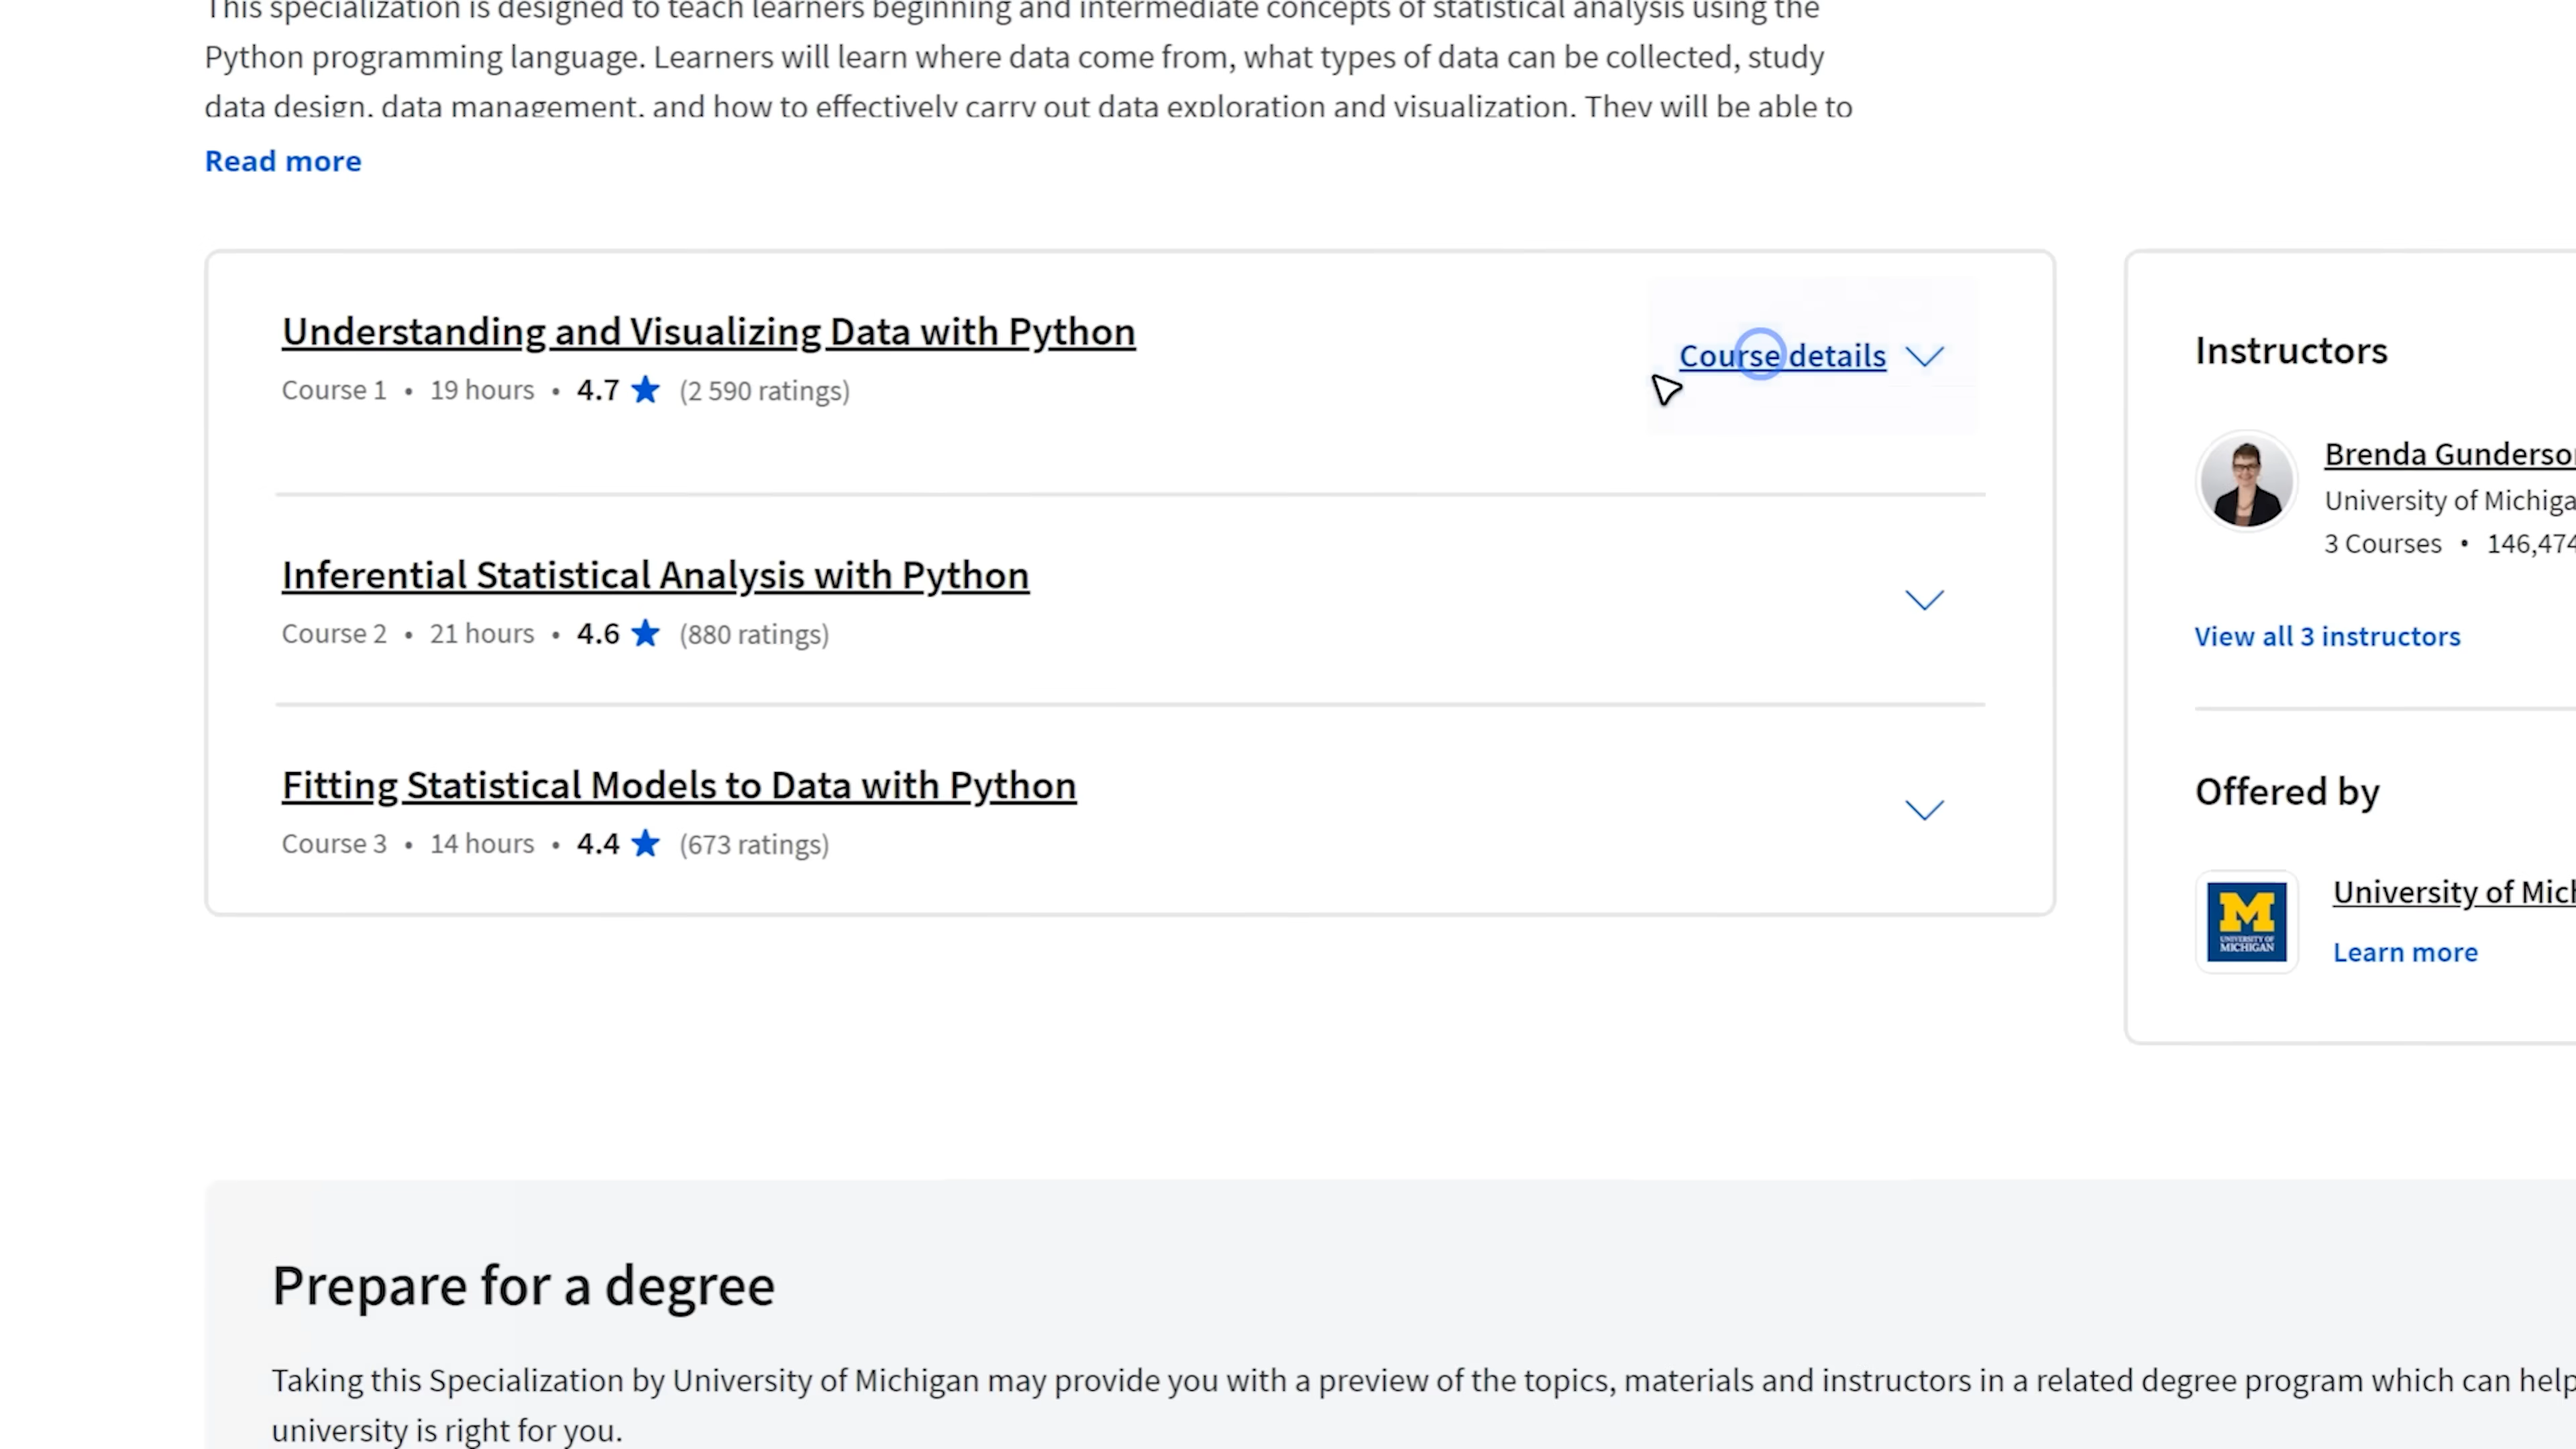 This specialization is designed to teach learners beginning and intermediate concepts of statistical analysis using the
Python programming language. Learners will learn where data come from, what types of data can be collected, study
data design, data management, and how to effectively carry out data exploration and visualization. They will be able to
Read more
Understanding and Visualizing Data with Python
Course details
Course 1 • 19 hours • 4.7 ★ (2 590 ratings)
Inferential Statistical Analysis with Python
Course 2 • 21 hours • 4.6 ★ (880 ratings)
Fitting Statistical Models to Data with Python
Course 3 • 14 hours • 4.4 ★ (673 ratings)
Instructors
Brenda Gunderso
University of Michiga
3 Courses • 146,474
View all 3 instructors
Offered by
M
UNIVERSITY OF
MICHIGAN
University of Mich
Learn more
Prepare for a degree
Taking this Specialization by University of Michigan may provide you with a preview of the topics, materials and instructors in a related degree program which can help
university is right for you.